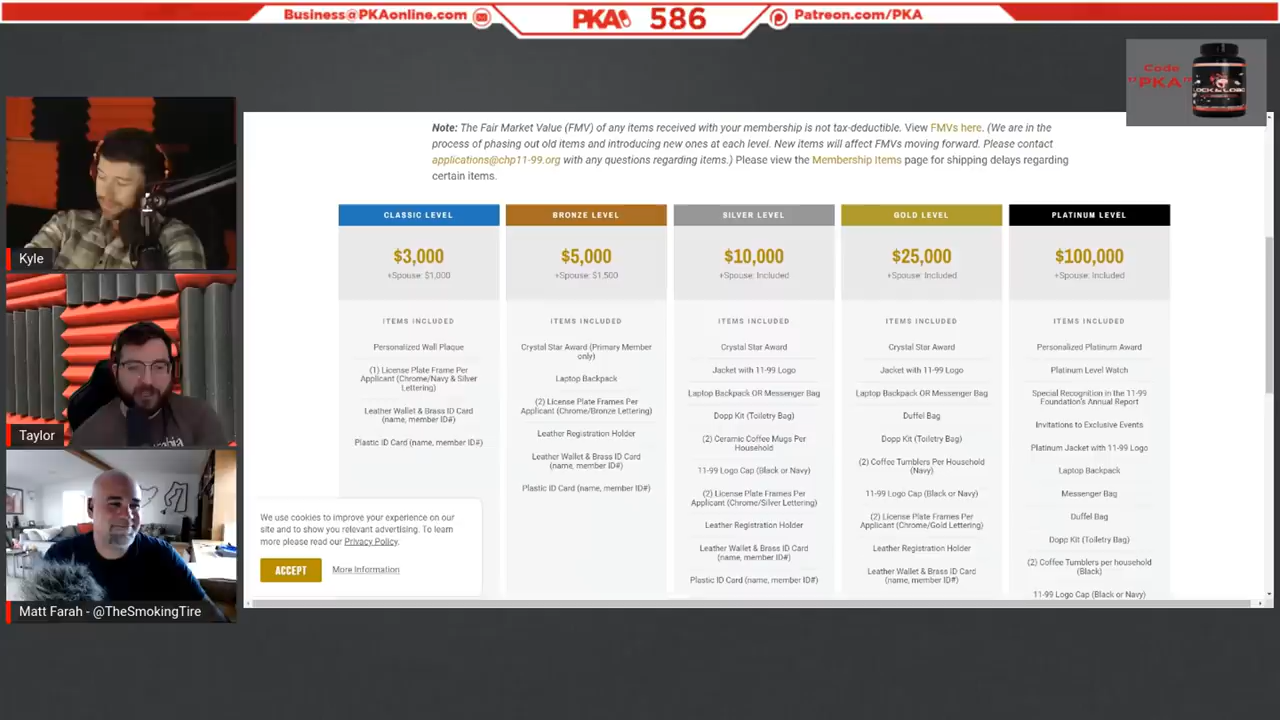 Business@PKAonline.com
PKA 586
Patreon.com/PKA
Code
"PKA"
Kyle
Taylor
Matt Farah - @TheSmokingTire
Note: The Fair Market Value (FMV) of any items received with your membership is not tax-deductible. View FMVs here. (We are in the
process of phasing out old items and introducing new ones at each level. New items will affect FMVs moving forward. Please contact
applications@chp11-99.org with any questions regarding items.) Please view the Membership Items page for shipping delays regarding
certain items.
CLASSIC LEVEL
$3,000
+Spouse: $1,000
ITEMS INCLUDED
Personalized Wall Plaque
(1) License Plate Frame Per
Applicant (Chrome/Navy & Silver
Lettering)
Leather Wallet & Brass ID Card
(name, member ID#)
Plastic ID Card (name, member ID#)
BRONZE LEVEL
$5,000
+Spouse: $1,500
ITEMS INCLUDED
Crystal Star Award (Primary Member
only)
Laptop Backpack
(2) License Plate Frames Per
Applicant (Chrome/Bronze Lettering)
Leather Registration Holder
Leather Wallet & Brass ID Card
(name, member ID#)
Plastic ID Card (name, member ID#)
SILVER LEVEL
$10,000
+Spouse: Included
ITEMS INCLUDED
Crystal Star Award
Jacket with 11-99 Logo
Laptop Backpack OR Messenger Bag
Dopp Kit (Toiletry Bag)
(2) Ceramic Coffee Mugs Per
Household
11-99 Logo Cap (Black or Navy)
(2) License Plate Frames Per
Applicant (Chrome/Silver Lettering)
Leather Registration Holder
Leather Wallet & Brass ID Card
(name, member ID#)
Plastic ID Card (name, member ID#)
GOLD LEVEL
$25,000
+Spouse: Included
ITEMS INCLUDED
Crystal Star Award
Jacket with 11-99 Logo
Laptop Backpack OR Messenger Bag
Duffel Bag
Dopp Kit (Toiletry Bag)
(2) Coffee Tumblers Per Household
(Navy)
11-99 Logo Cap (Black or Navy)
(2) License Plate Frames Per
Applicant (Chrome/Gold Lettering)
Leather Registration Holder
Leather Wallet & Brass ID Card
(name, member ID#)
PLATINUM LEVEL
$100,000
+Spouse: Included
ITEMS INCLUDED
Personalized Platinum Award
Platinum Level Watch
Special Recognition in the 11-99
Foundation's Annual Report
Invitations to Exclusive Events
Platinum Jacket with 11-99 Logo
Laptop Backpack
Messenger Bag
Duffel Bag
Dopp Kit (Toiletry Bag)
(2) Coffee Tumblers per household
(Black)
11-99 Logo Cap (Black or Navy)
We use cookies to improve your experience on our
site and to show you relevant advertising. To learn
more please read our Privacy Policy.
ACCEPT
More Information